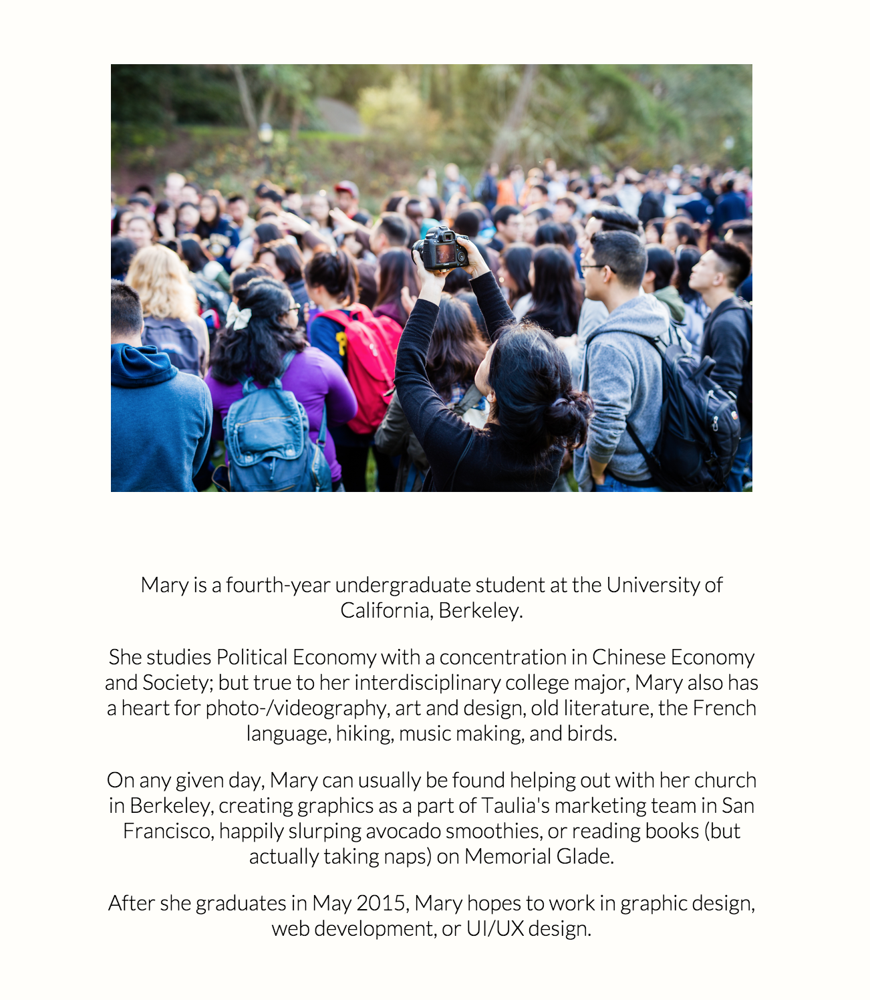 Mary is a fourth-year undergraduate student at the University of
California, Berkeley.
She studies Political Economy with a concentration in Chinese Economy
and Society; but true to her interdisciplinary college major, Mary also has
a heart for photo-/videography, art and design, old literature, the French
language, hiking, music making, and birds.
On any given day, Mary can usually be found helping out with her church
in Berkeley, creating graphics as a part of Taulia's marketing team in San
Francisco, happily slurping avocado smoothies, or reading books (but
actually taking naps) on Memorial Glade.
After she graduates in May 2015, Mary hopes to work in graphic design,
web development, or UI/UX design.